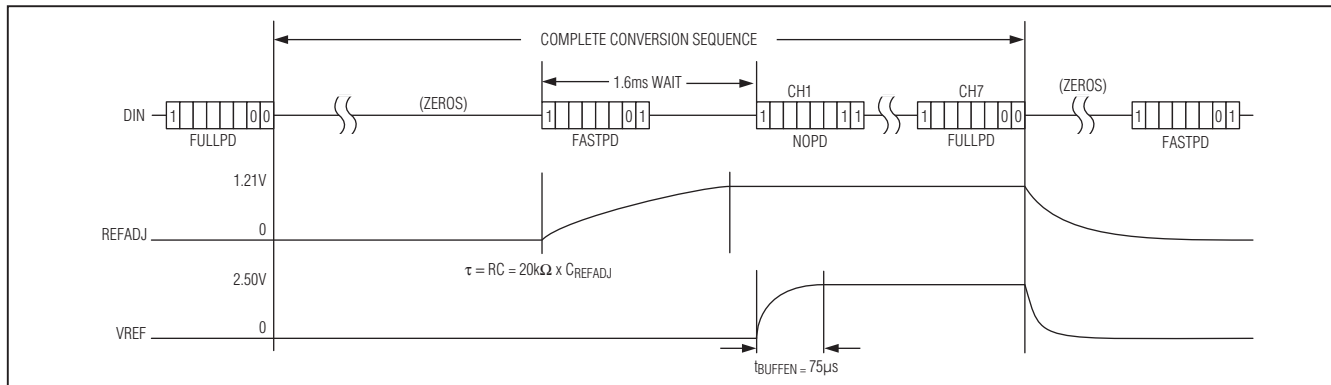 COMPLETE CONVERSION SEQUENCE
1.6ms WAIT
CH1 CH7 (ZEROS)
(ZEROS)
DIN 1 0 0 1 0 1 1 1 1 1 0 0 1 0 1
FULLPD FASTPD NOPD FULLPD FASTPD
1.21V
0
REFADJ
τ = RC = 20kΩ x CREFADJ
2.50V
0
VREF
tBUFFEN = 75µs